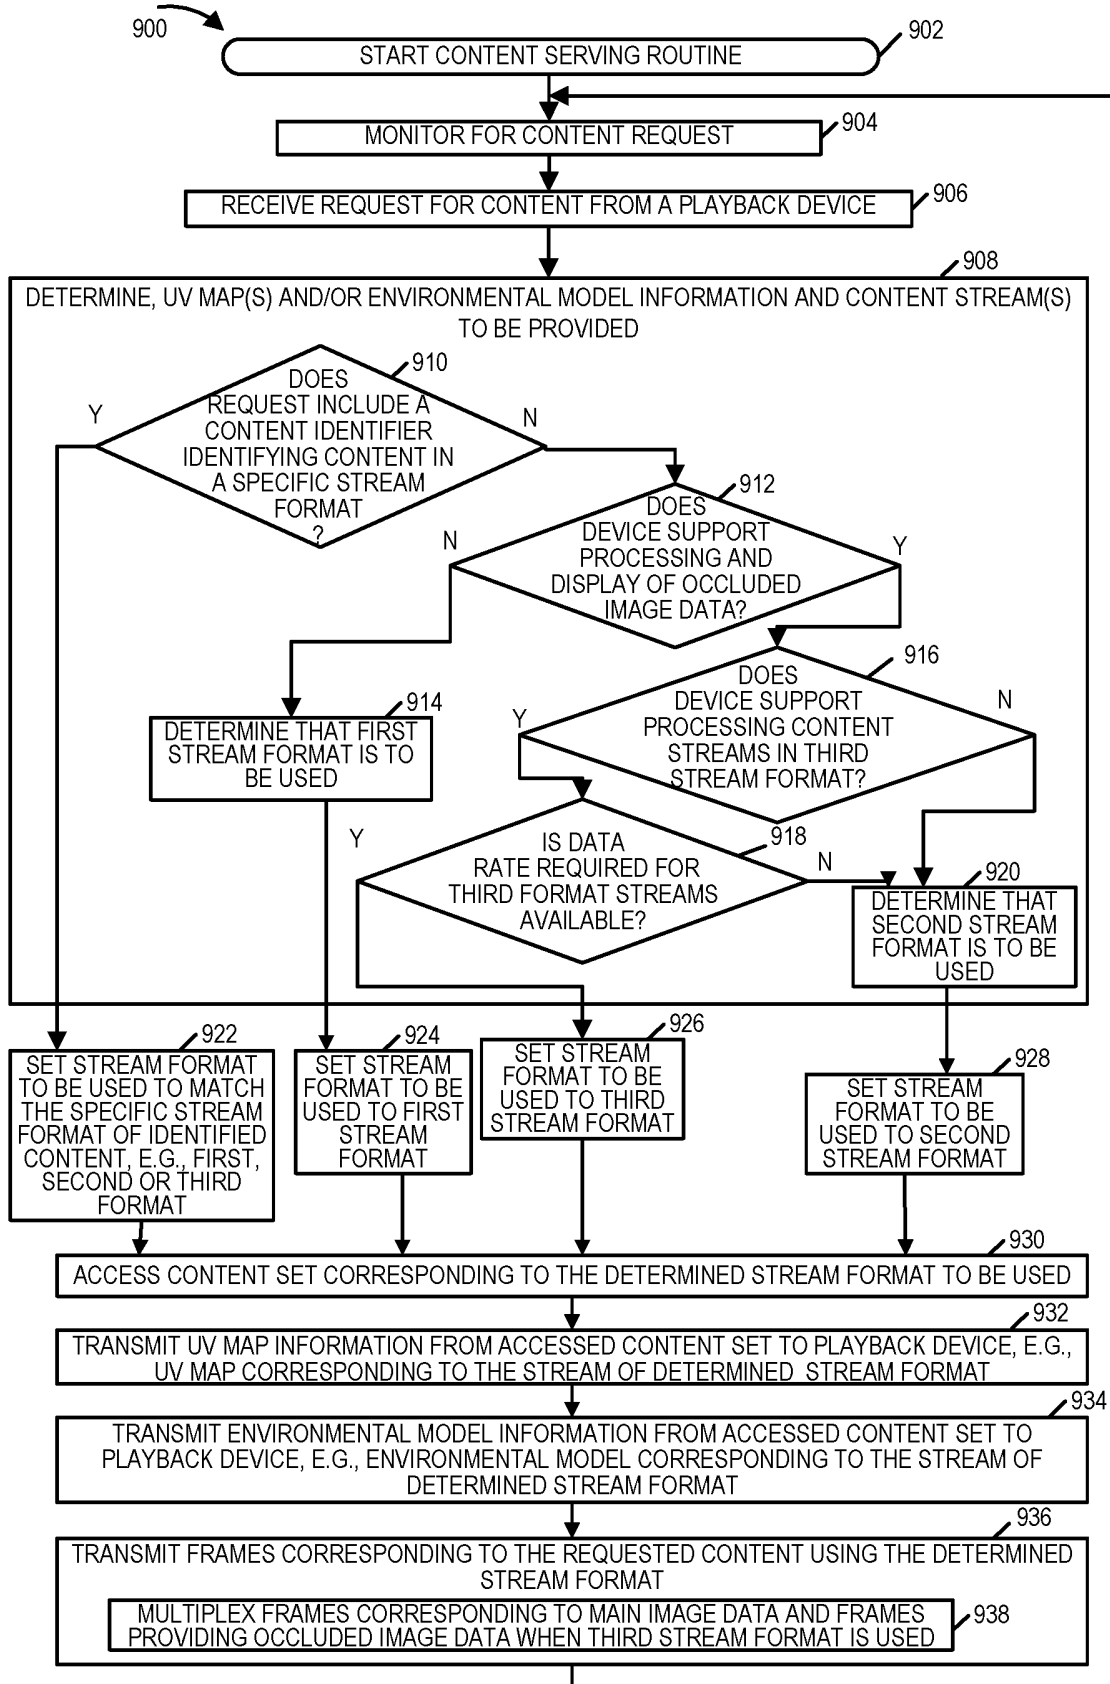 900
902
START CONTENT SERVING ROUTINE
904
MONITOR FOR CONTENT REQUEST
906
RECEIVE REQUEST FOR CONTENT FROM A PLAYBACK DEVICE
908
DETERMINE, UV MAP(S) AND/OR ENVIRONMENTAL MODEL INFORMATION AND CONTENT STREAM(S)
TO BE PROVIDED
910
DOES
REQUEST INCLUDE A
CONTENT IDENTIFIER
IDENTIFYING CONTENT IN
A SPECIFIC STREAM
FORMAT
?
Y
N
912
DOES
DEVICE SUPPORT
PROCESSING AND
DISPLAY OF OCCLUDED
IMAGE DATA?
N
Y
914
DETERMINE THAT FIRST
STREAM FORMAT IS TO
BE USED
916
DOES
DEVICE SUPPORT
PROCESSING CONTENT
STREAMS IN THIRD
STREAM FORMAT?
Y
N
918
IS DATA
RATE REQUIRED FOR
THIRD FORMAT STREAMS
AVAILABLE?
Y
N
920
DETERMINE THAT
SECOND STREAM
FORMAT IS TO BE
USED
922
SET STREAM FORMAT
TO BE USED TO MATCH
THE SPECIFIC STREAM
FORMAT OF IDENTIFIED
CONTENT, E.G., FIRST,
SECOND OR THIRD
FORMAT
924
SET STREAM
FORMAT TO BE
USED TO FIRST
STREAM
FORMAT
926
SET STREAM
FORMAT TO BE
USED TO THIRD
STREAM FORMAT
928
SET STREAM
FORMAT TO BE
USED TO SECOND
STREAM FORMAT
930
ACCESS CONTENT SET CORRESPONDING TO THE DETERMINED STREAM FORMAT TO BE USED
932
TRANSMIT UV MAP INFORMATION FROM ACCESSED CONTENT SET TO PLAYBACK DEVICE, E.G.,
UV MAP CORRESPONDING TO THE STREAM OF DETERMINED STREAM FORMAT
934
TRANSMIT ENVIRONMENTAL MODEL INFORMATION FROM ACCESSED CONTENT SET TO
PLAYBACK DEVICE, E.G., ENVIRONMENTAL MODEL CORRESPONDING TO THE STREAM OF
DETERMINED STREAM FORMAT
936
TRANSMIT FRAMES CORRESPONDING TO THE REQUESTED CONTENT USING THE DETERMINED
STREAM FORMAT
938
MULTIPLEX FRAMES CORRESPONDING TO MAIN IMAGE DATA AND FRAMES
PROVIDING OCCLUDED IMAGE DATA WHEN THIRD STREAM FORMAT IS USED